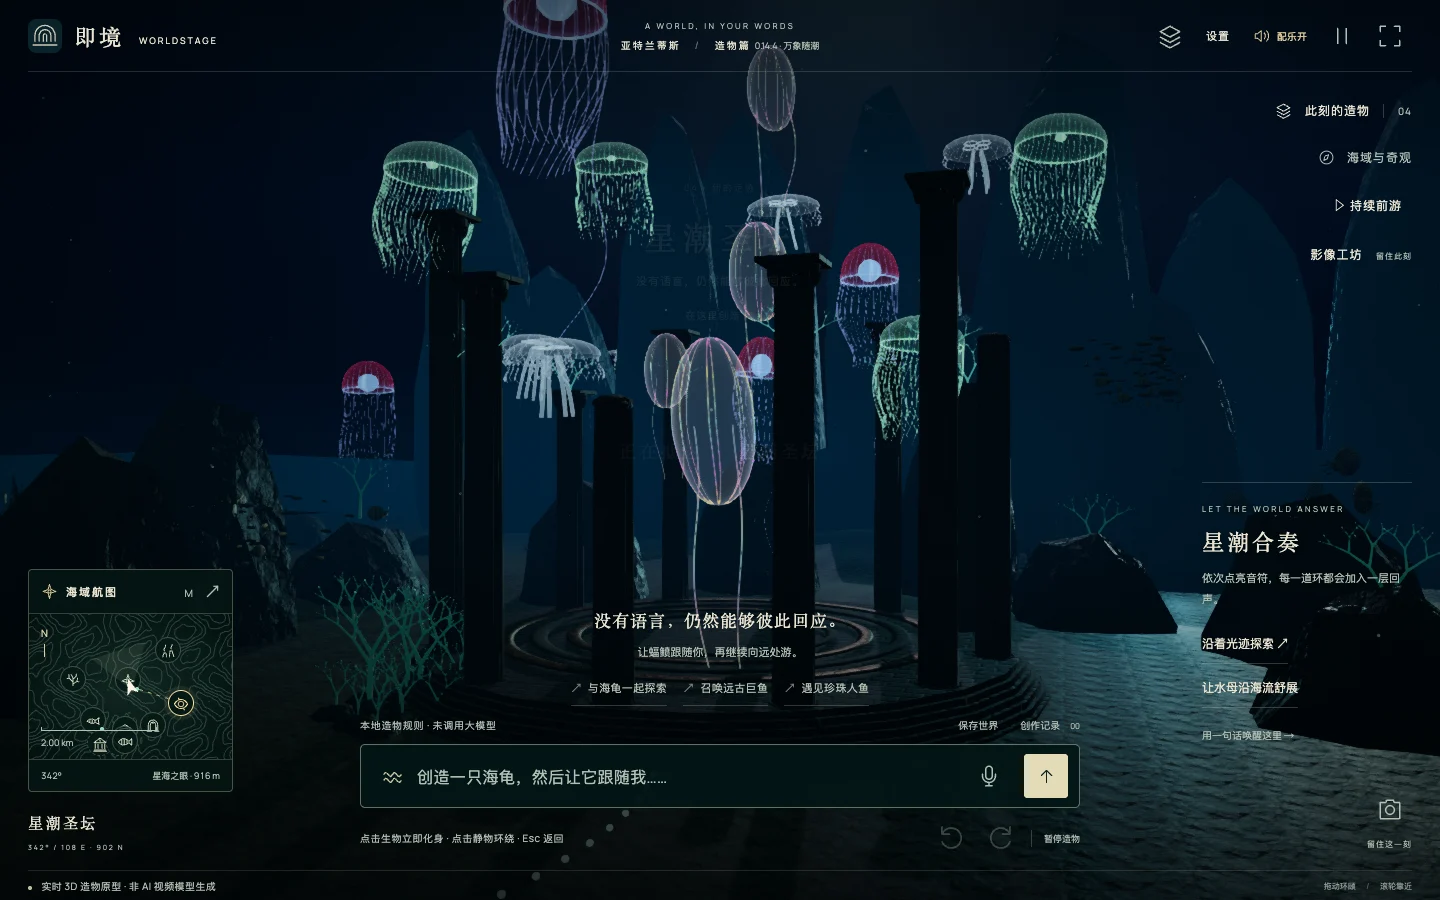 即境 WORLDSTAGE
A WORLD, IN YOUR WORDS
亚特兰蒂斯 / 造物篇 0.14.4 · 万象随潮
设置
配乐开
此刻的造物 04
海域与奇观
持续前游
影像工坊 留住此刻
LET THE WORLD ANSWER
星潮合奏
依次点亮音符，每一道环都会加入一层回
声。
沿着光迹探索 ↗
让水母沿海流舒展
用一句话唤醒这里 →
海域航图 M ↗
N
2.00 km
342° 星海之眼 · 916 m
星潮圣坛
342° / 108 E · 902 N
没有语言，仍然能够彼此回应。
让蝠鲼跟随你，再继续向远处游。
↗ 与海龟一起探索 ↗ 召唤远古巨鱼 ↗ 遇见珍珠人鱼
本地造物规则 · 未调用大模型
保存世界 创作记录 00
创造一只海龟，然后让它跟随我……
点击生物立即化身 · 点击静物环绕 · Esc 返回
暂停造物
留住这一刻
实时 3D 造物原型 · 非 AI 视频模型生成
拖动环顾 / 滚轮靠近